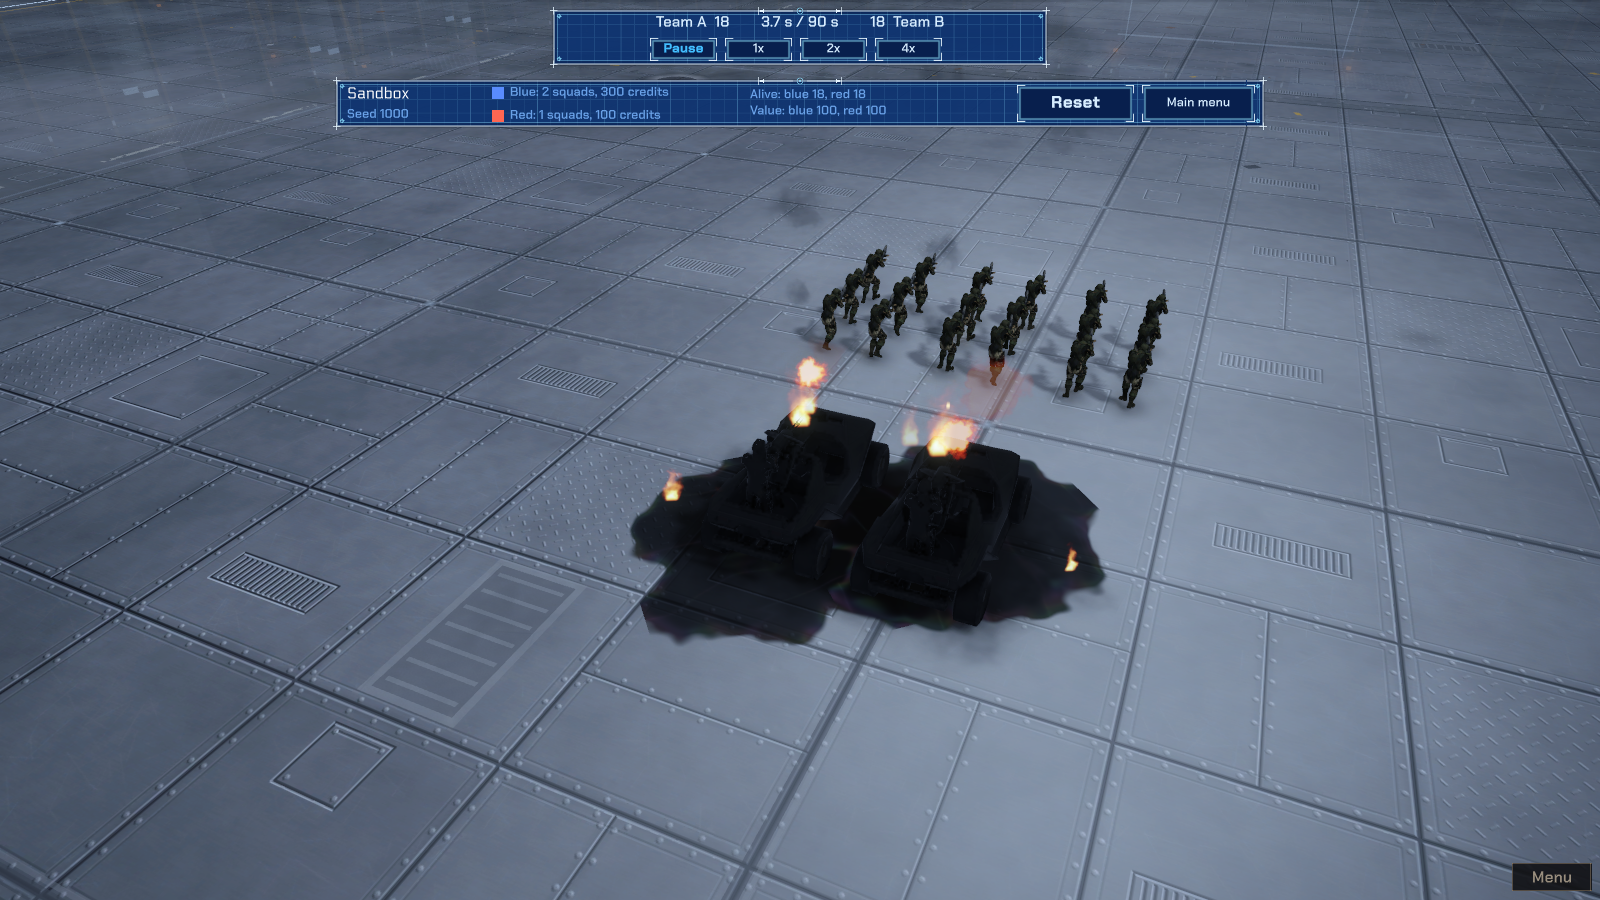 Team A 18 3.7 s / 90 s 18 Team B
Pause 1x 2x 4x
Sandbox
Seed 1000
Blue: 2 squads, 300 credits
Red: 1 squads, 100 credits
Alive: blue 18, red 18
Value: blue 100, red 100
Reset
Main menu
Menu